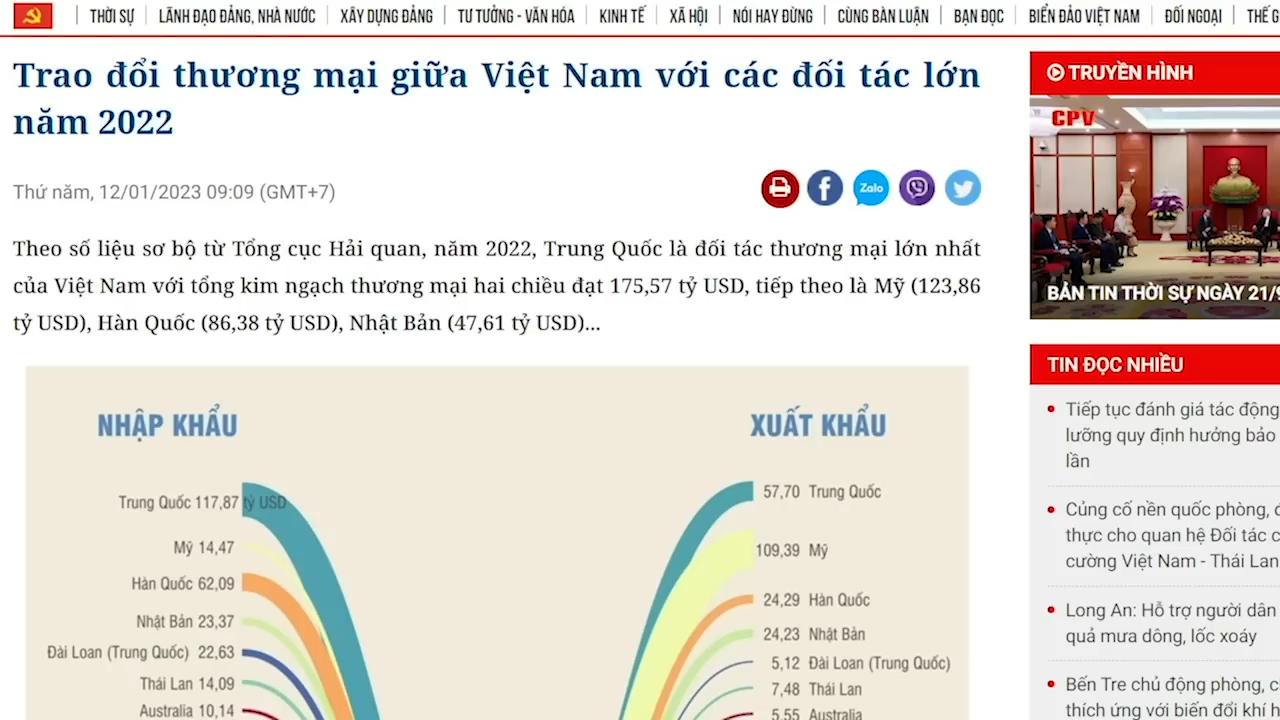 THỜI SỰ
LÃNH ĐẠO ĐẢNG, NHÀ NƯỚC
XÂY DỰNG ĐẢNG
TƯ TƯỞNG - VĂN HÓA
KINH TẾ
XÃ HỘI
NÓI HAY ĐỪNG
CÙNG BÀN LUẬN
BẠN ĐỌC
BIỂN ĐẢO VIỆT NAM
ĐỐI NGOẠI
THẾ G
Trao đổi thương mại giữa Việt Nam với các đối tác lớn
năm 2022
Thứ năm, 12/01/2023 09:09 (GMT+7)
Zalo
Theo số liệu sơ bộ từ Tổng cục Hải quan, năm 2022, Trung Quốc là đối tác thương mại lớn nhất
của Việt Nam với tổng kim ngạch thương mại hai chiều đạt 175,57 tỷ USD, tiếp theo là Mỹ (123,86
tỷ USD), Hàn Quốc (86,38 tỷ USD), Nhật Bản (47,61 tỷ USD)...
NHẬP KHẨU
Trung Quốc 117,87 tỷ USD
Mỹ 14,47
Hàn Quốc 62,09
Nhật Bản 23,37
Đài Loan (Trung Quốc) 22,63
Thái Lan 14,09
Australia 10,14
XUẤT KHẨU
57,70 Trung Quốc
109,39 Mỹ
24,29 Hàn Quốc
24,23 Nhật Bản
5,12 Đài Loan (Trung Quốc)
7,48 Thái Lan
5,55 Australia
TRUYỀN HÌNH
CPV
BẢN TIN THỜI SỰ NGÀY 21/9
TIN ĐỌC NHIỀU
Tiếp tục đánh giá tác động
lưỡng quy định hưởng bảo
lần
Củng cố nền quốc phòng, đ
thực cho quan hệ Đối tác c
cường Việt Nam - Thái Lan
Long An: Hỗ trợ người dân
quả mưa dông, lốc xoáy
Bến Tre chủ động phòng, c
thích ứng với biến đổi khí h